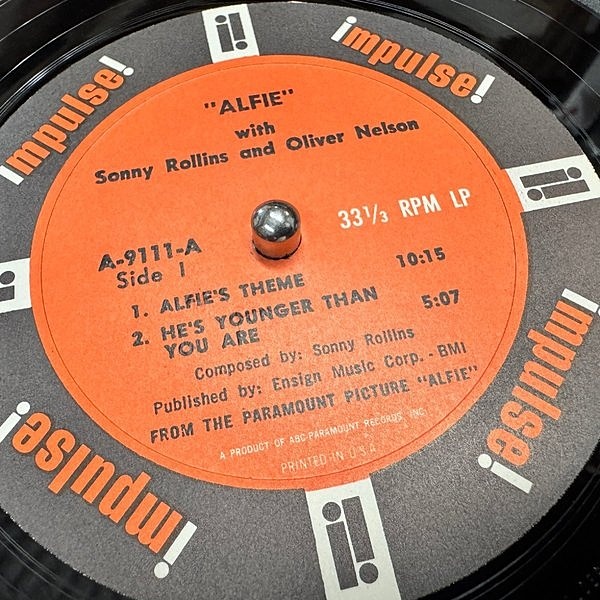 impulse!
impulse!
"ALFIE"
with
Sonny Rollins and Oliver Nelson
33 1/3 RPM LP
A-9111-A
Side 1
1. ALFIE'S THEME 10:15
2. HE'S YOUNGER THAN
YOU ARE 5:07
Composed by: Sonny Rollins
Published by: Ensign Music Corp. - BMI
FROM THE PARAMOUNT PICTURE "ALFIE"
A PRODUCT OF ABC-PARAMOUNT RECORDS, INC.
PRINTED IN U.S.A.
impulse!
impulse!
i!
i!
i!
i!